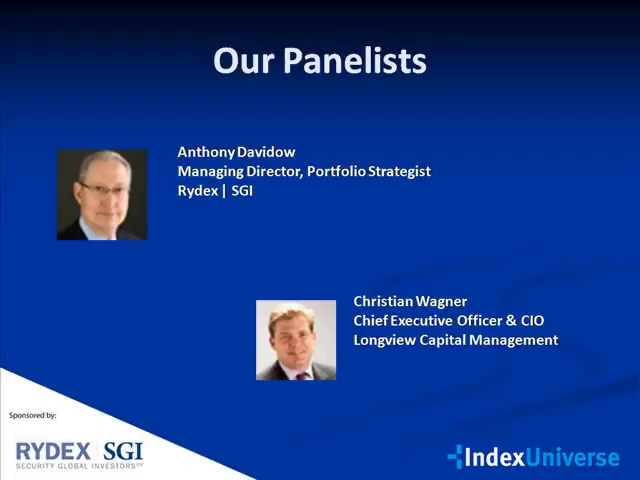 Our Panelists
Anthony Davidow
Managing Director, Portfolio Strategist
Rydex | SGI
Christian Wagner
Chief Executive Officer & CIO
Longview Capital Management
Sponsored by:
RYDEX | SGI
SECURITY GLOBAL INVESTORS℠
IndexUniverse